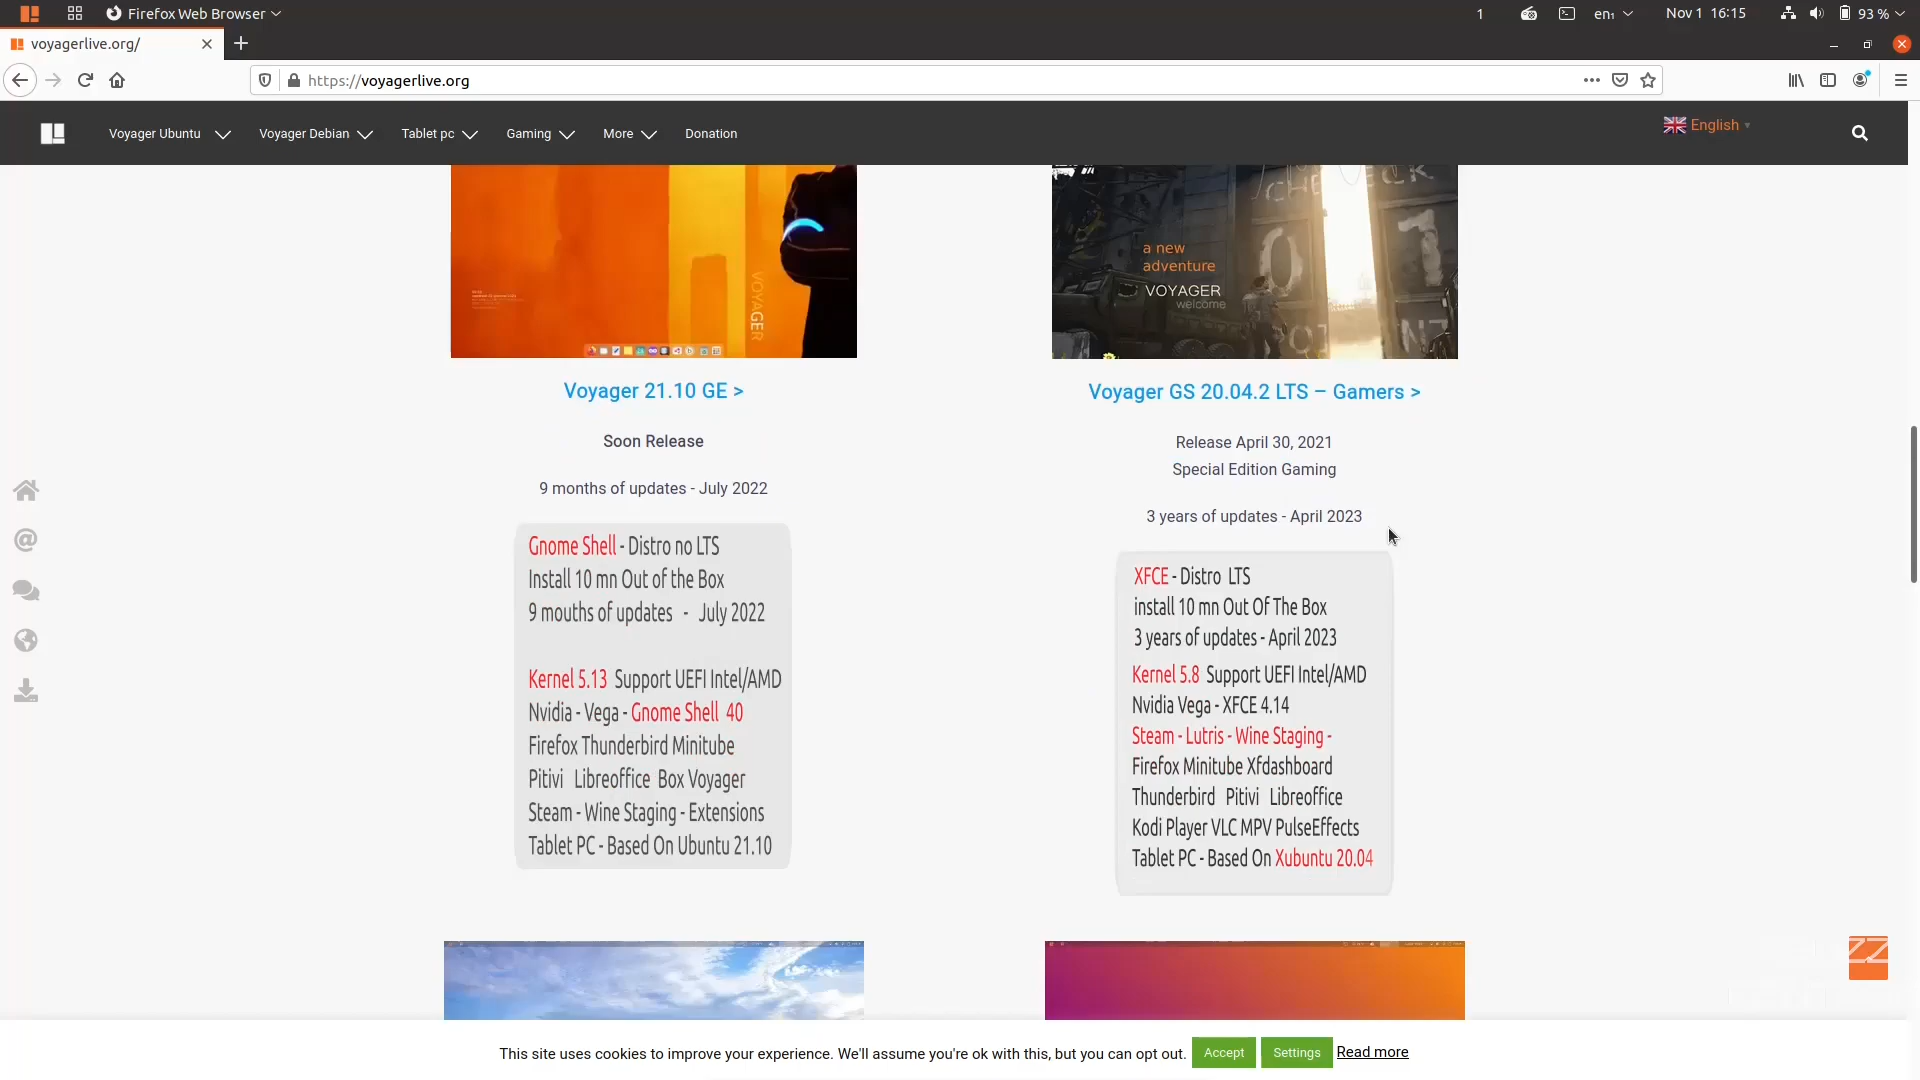 Firefox Web Browser
1
en₁
Nov 1 16:15
93 %
voyagerlive.org/
https://voyagerlive.org
Voyager Ubuntu
Voyager Debian
Tablet pc
Gaming
More
Donation
English
VOYAGER
a new
adventure
VOYAGER
welcome
Voyager 21.10 GE >
Soon Release
9 months of updates - July 2022
Gnome Shell - Distro no LTS
Install 10 mn Out of the Box
9 mouths of updates - July 2022
Kernel 5.13 Support UEFI Intel/AMD
Nvidia - Vega - Gnome Shell 40
Firefox Thunderbird Minitube
Pitivi Libreoffice Box Voyager
Steam - Wine Staging - Extensions
Tablet PC - Based On Ubuntu 21.10
Voyager GS 20.04.2 LTS – Gamers >
Release April 30, 2021
Special Edition Gaming
3 years of updates - April 2023
XFCE - Distro LTS
install 10 mn Out Of The Box
3 years of updates - April 2023
Kernel 5.8 Support UEFI Intel/AMD
Nvidia Vega - XFCE 4.14
Steam - Lutris - Wine Staging -
Firefox Minitube Xfdashboard
Thunderbird Pitivi Libreoffice
Kodi Player VLC MPV PulseEffects
Tablet PC - Based On Xubuntu 20.04
This site uses cookies to improve your experience. We'll assume you're ok with this, but you can opt out.
Accept
Settings
Read more